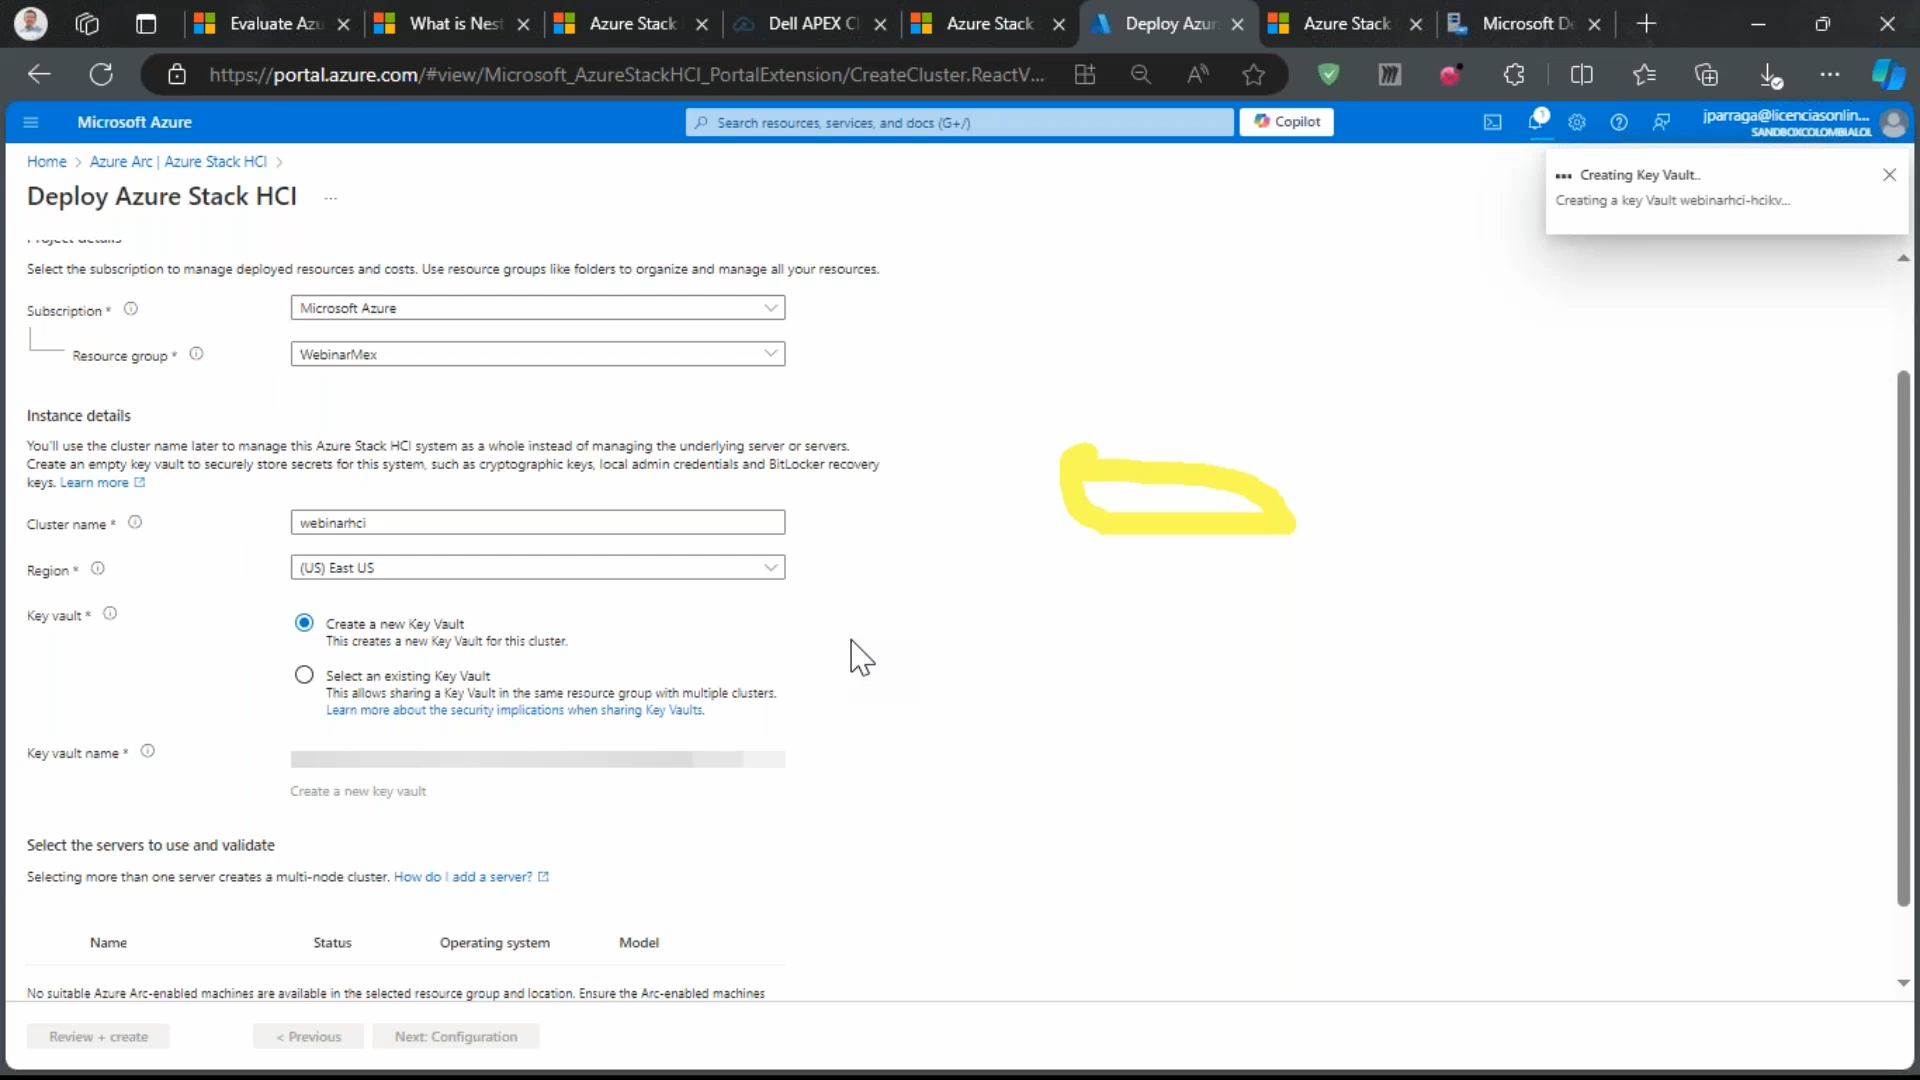 Evaluate Azu
What is Nest
Azure Stack
Dell APEX Cl
Azure Stack
Deploy Azur
Azure Stack
Microsoft De
https://portal.azure.com/#view/Microsoft_AzureStackHCI_PortalExtension/CreateCluster.ReactV...
Microsoft Azure
Search resources, services, and docs (G+/)
Copilot
1
jparraga@licenciasonlin...
SANDBOXCOLOMBIALOL
Home > Azure Arc | Azure Stack HCI >
Deploy Azure Stack HCI ...
Creating Key Vault..
Creating a key Vault webinarhci-hcikv...
Project details
Select the subscription to manage deployed resources and costs. Use resource groups like folders to organize and manage all your resources.
Subscription *
Microsoft Azure
Resource group *
WebinarMex
Instance details
You'll use the cluster name later to manage this Azure Stack HCI system as a whole instead of managing the underlying server or servers.
Create an empty key vault to securely store secrets for this system, such as cryptographic keys, local admin credentials and BitLocker recovery
keys. Learn more
Cluster name *
webinarhci
Region *
(US) East US
Key vault *
Create a new Key Vault
This creates a new Key Vault for this cluster.
Select an existing Key Vault
This allows sharing a Key Vault in the same resource group with multiple clusters.
Learn more about the security implications when sharing Key Vaults.
Key vault name *
Create a new key vault
Select the servers to use and validate
Selecting more than one server creates a multi-node cluster. How do I add a server?
Name Status Operating system Model
No suitable Azure Arc-enabled machines are available in the selected resource group and location. Ensure the Arc-enabled machines
Review + create
< Previous
Next: Configuration